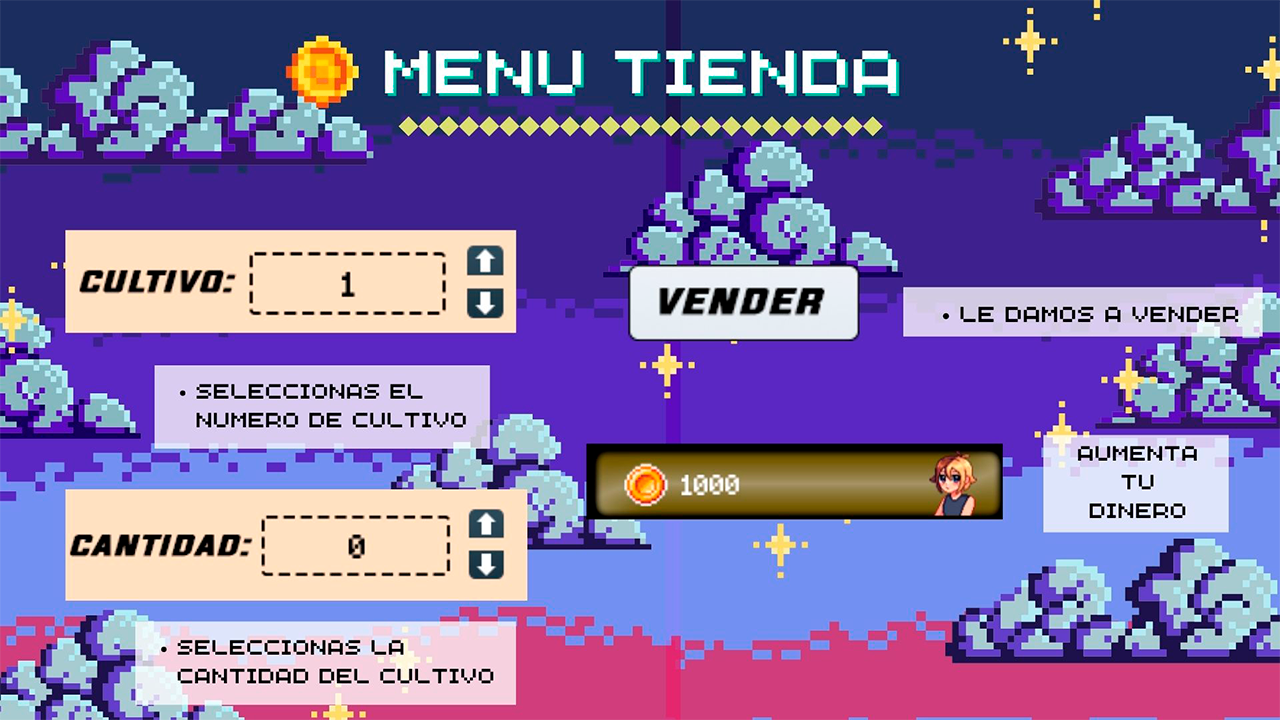 MENU TIENDA
CULTIVO: 1
• SELECCIONAS EL
NUMERO DE CULTIVO
CANTIDAD: 0
• SELECCIONAS LA
CANTIDAD DEL CULTIVO
VENDER
• LE DAMOS A VENDER
1000
AUMENTA
TU
DINERO